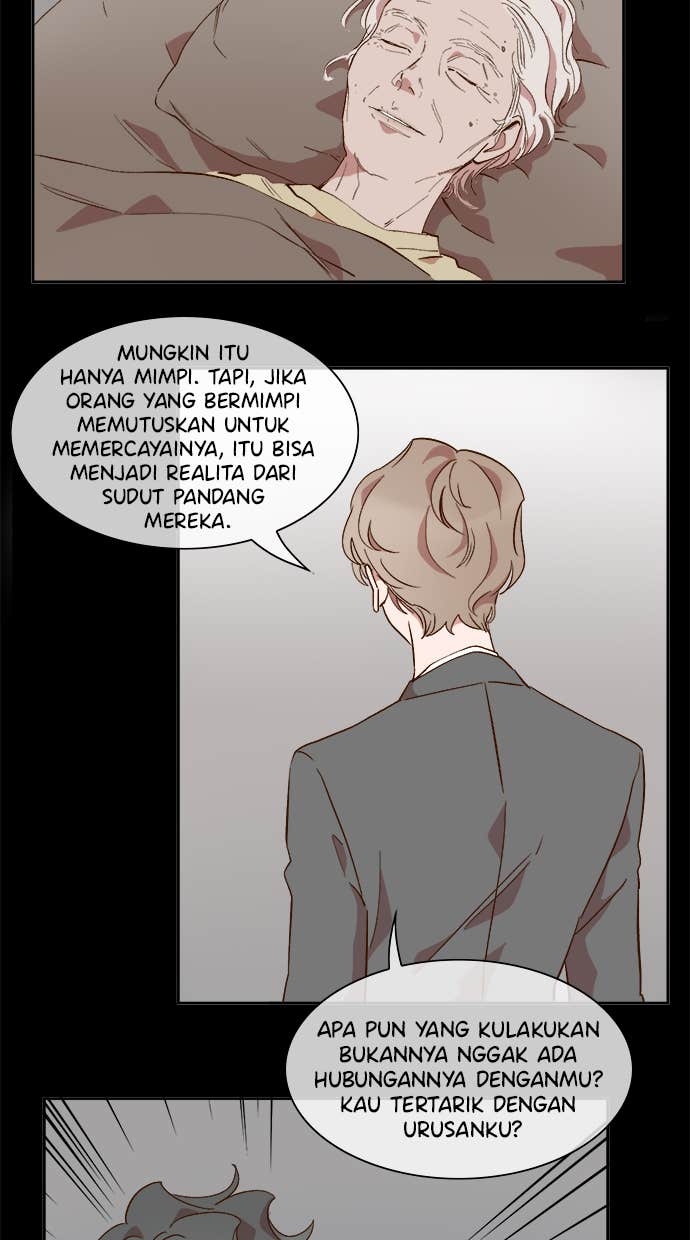 MUNGKIN ITU
HANYA MIMPI. TAPI, JIKA
ORANG YANG BERMIMPI
MEMUTUSKAN UNTUK
MEMERCAYAINYA, ITU BISA
MENJADI REALITA DARI
SUDUT PANDANG
MEREKA.
APA PUN YANG KULAKUKAN
BUKANNYA NGGAK ADA
HUBUNGANNYA DENGANMU?
KAU TERTARIK DENGAN
URUSANKU?